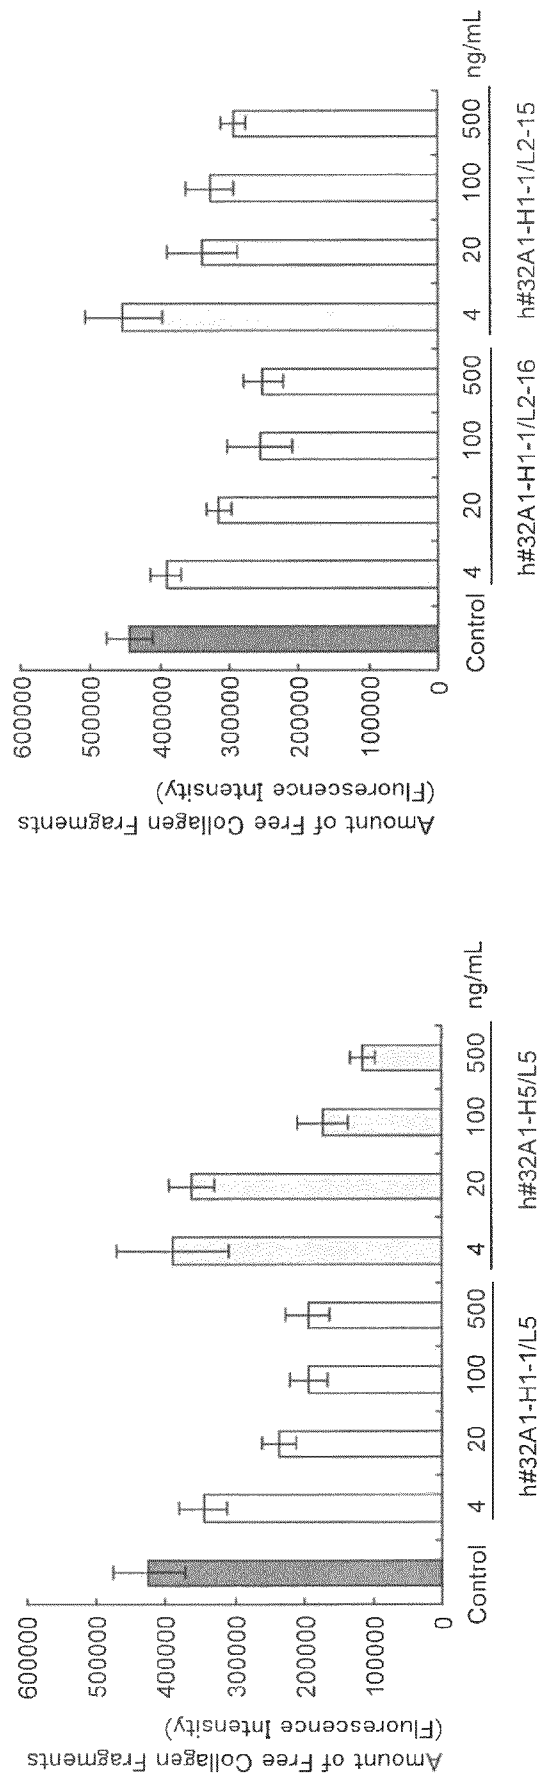 Amount of Free Collagen Fragments
(Fluorescence Intensity)
600000
500000
400000
300000
200000
100000
0
Control 4 20 100 500 4 20 100 500 ng/mL
h#32A1-H1-1/L5 h#32A1-H5/L5
Amount of Free Collagen Fragments
(Fluorescence Intensity)
600000
500000
400000
300000
200000
100000
0
Control 4 20 100 500 4 20 100 500 ng/mL
h#32A1-H1-1/L2-16 h#32A1-H1-1/L2-15